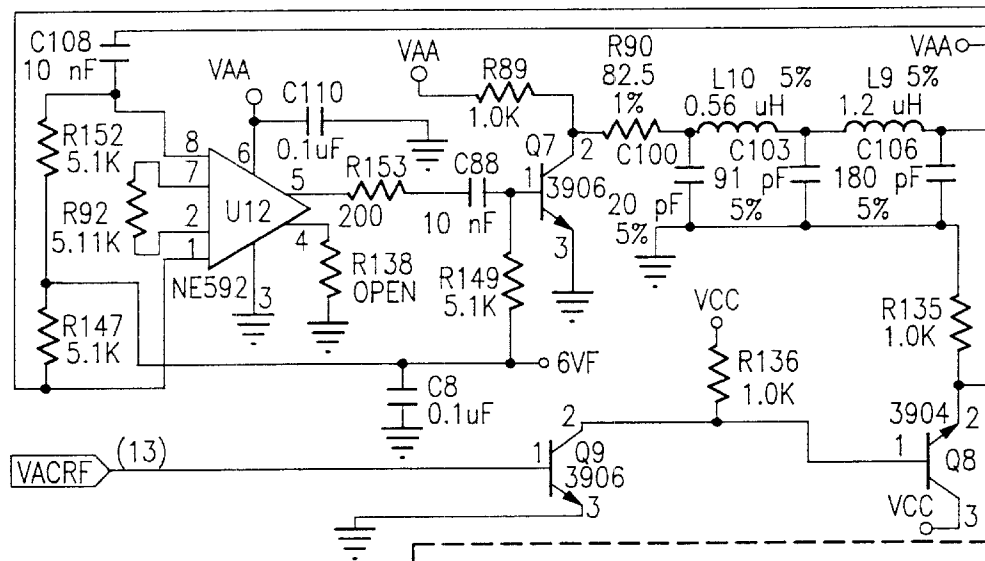 C108
10 nF
VAA
C110
0.1uF
VAA
R89
1.0K
R90
82.5
1%
L10 5%
0.56 uH
L9 5%
1.2 uH
VAA
R152
5.1K
8
7
2
1
6
5
4
3
U12
NE592
R92
5.11K
R153
200
C88
10 nF
Q7
2
1
3906
3
C100
20 pF
5%
C103
91 pF
5%
C106
180 pF
5%
R138
OPEN
R149
5.1K
R147
5.1K
6VF
C8
0.1uF
VCC
R136
1.0K
R135
1.0K
3904
2
1
Q8
3
VCC
VACRF
(13)
2
1
Q9
3906
3